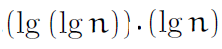 (lg (lg n)) · (lg n)